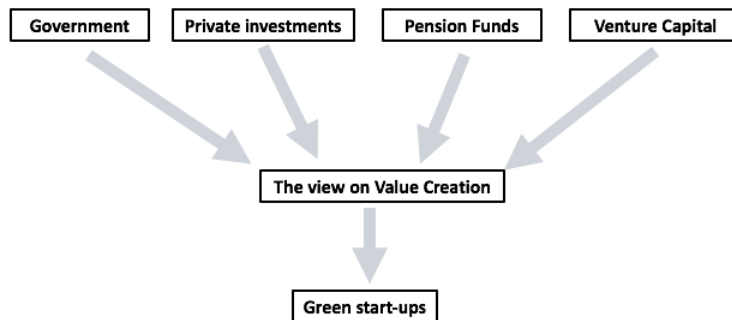 Government
Private investments
Pension Funds
Venture Capital
The view on Value Creation
Green start-ups